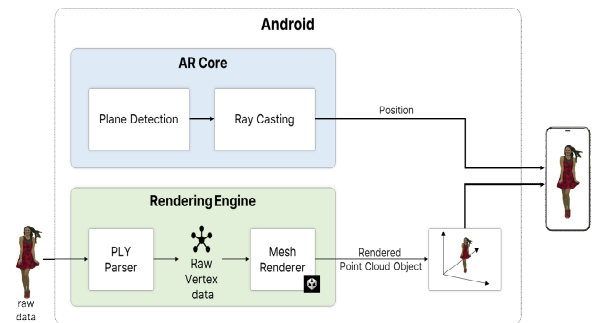 Android
AR Core
Plane Detection
Ray Casting
Position
Rendering Engine
PLY
Parser
Raw
Vertex
data
Mesh
Renderer
Rendered
Point Cloud Object
raw
data